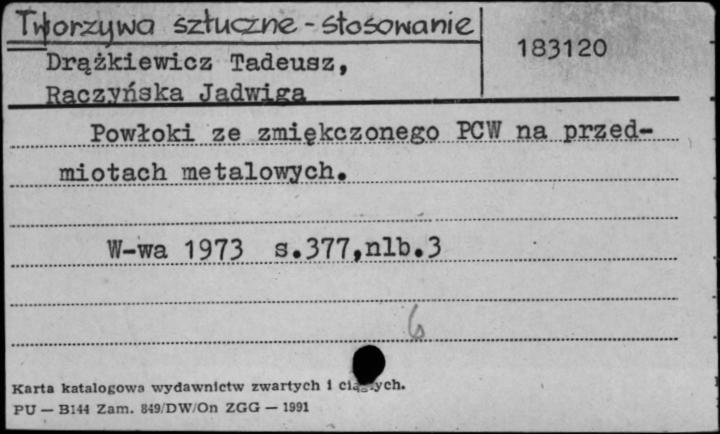 Tworzywa sztuczne - stosowanie
183120
Drążkiewicz Tadeusz,
Raczyńska Jadwiga
Powłoki ze zmiękczonego PCW na przed-
miotach metalowych.
W-wa 1973 s.377,nlb.3
6
Karta katalogowa wydawnictw zwartych i ciągłych.
PU — B144 Zam. 849/DW/On ZGG — 1991